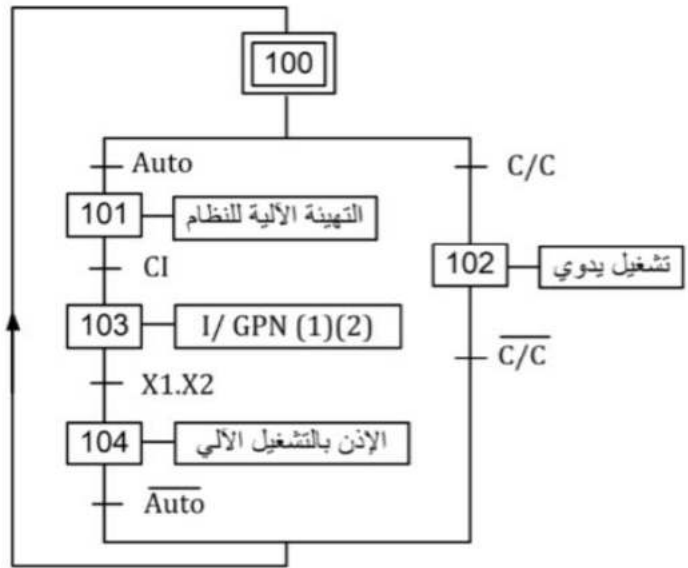 100
Auto
C/C
101
التهيئة الآلية للنظام
CI
102
تشغيل يدوي
103
I/ GPN (1)(2)
C̅/̅C̅
X1.X2
104
الإذن بالتشغيل الآلي
A̅u̅t̅o̅